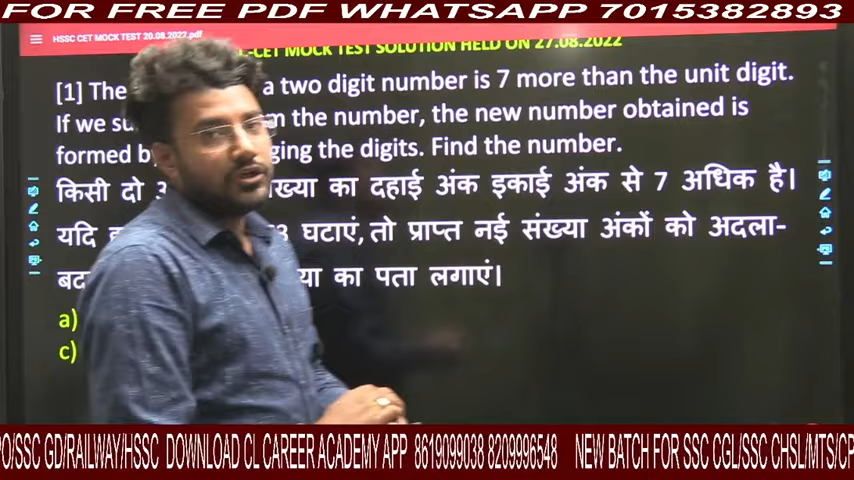 FOR FREE PDF WHATSAPP 7015382893
HSSC CET MOCK TEST 20.08.2022.pdf
-CET MOCK TEST SOLUTION HELD ON 27.08.2022
[1] The a two digit number is 7 more than the unit digit.
If we the number, the new number obtained is
formed the digits. Find the number.
किसी दो का दहाई अंक इकाई अंक से 7 अधिक है।
यदि घटाएं, तो प्राप्त नई संख्या अंकों को अदला-
का पता लगाएं।
a)
c)
PO/SSC GD/RAILWAY/HSSC DOWNLOAD CL CAREER ACADEMY APP 8619099038 8209996548 NEW BATCH FOR SSC CGL/SSC CHSL/MTS/CP